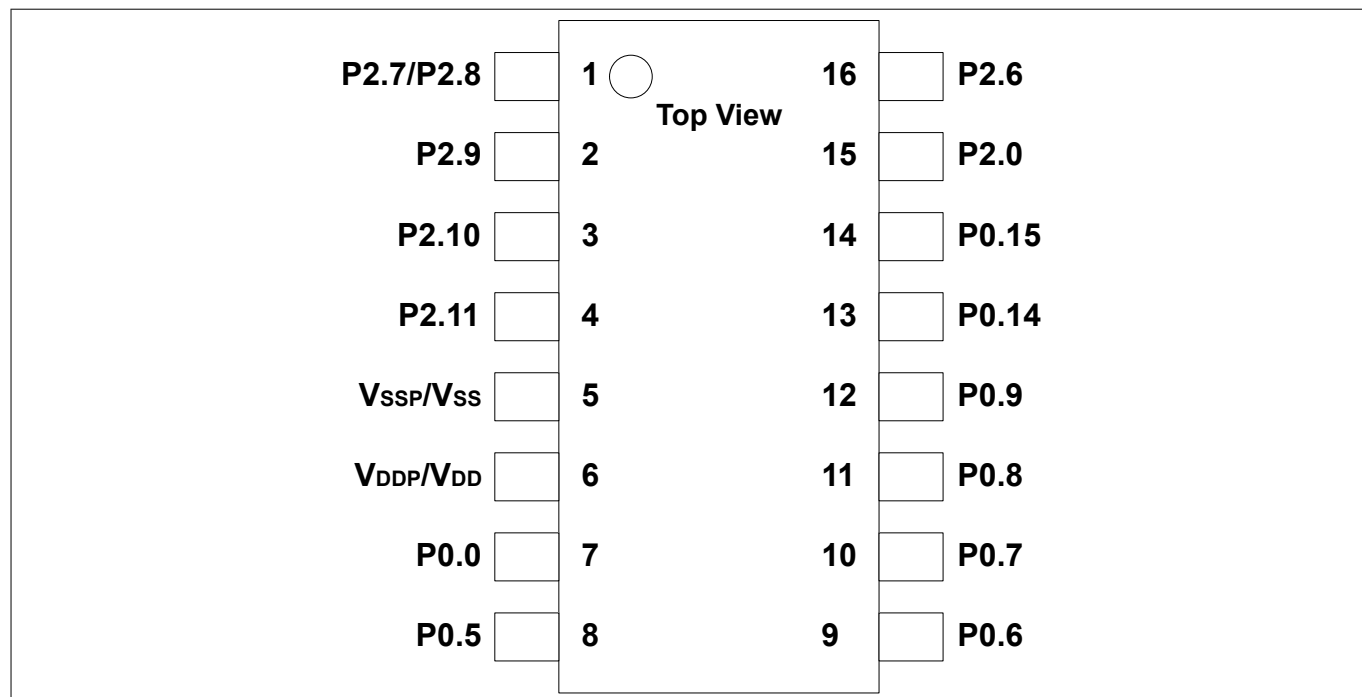 P2.7/P2.8 1 16 P2.6
Top View
P2.9 2 15 P2.0
P2.10 3 14 P0.15
P2.11 4 13 P0.14
VSSP/VSS 5 12 P0.9
VDDP/VDD 6 11 P0.8
P0.0 7 10 P0.7
P0.5 8 9 P0.6